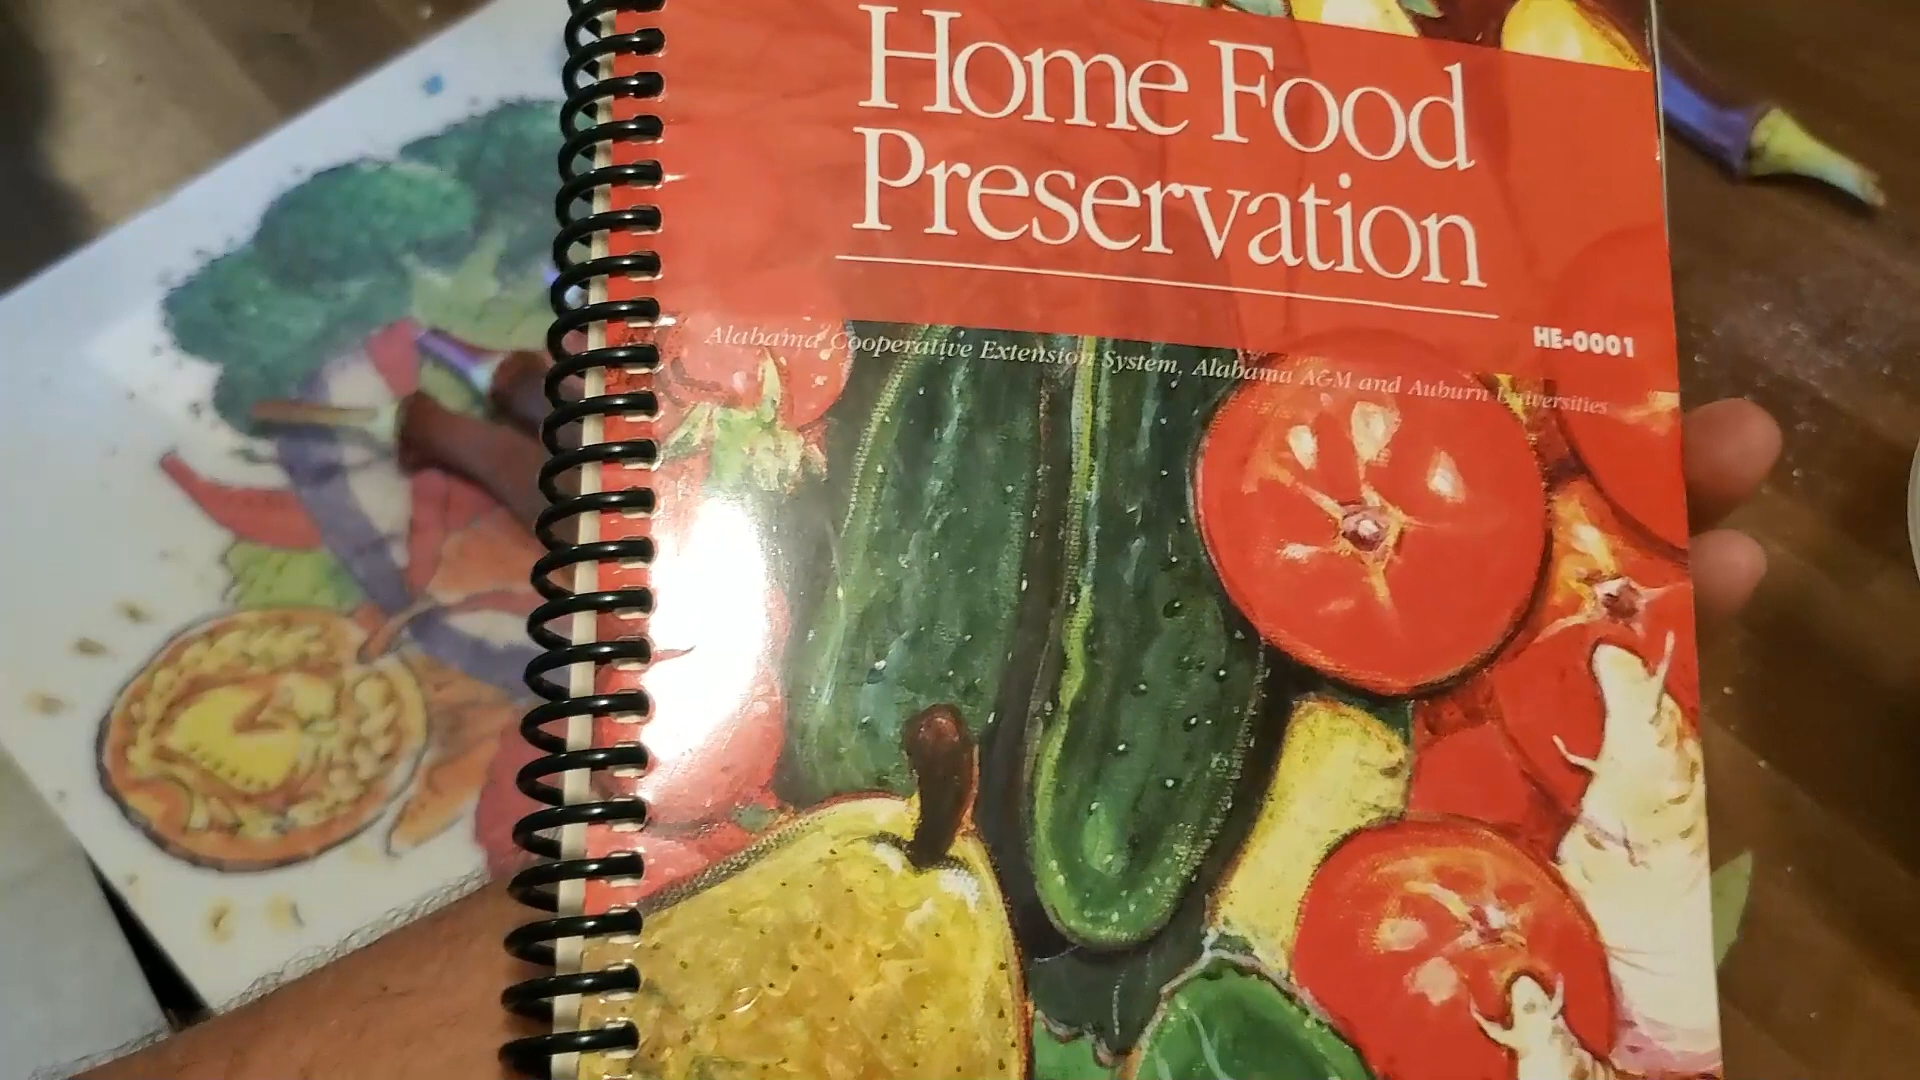 Home Food
Preservation
HE-0001
Alabama Cooperative Extension System, Alabama A&M and Auburn Universities